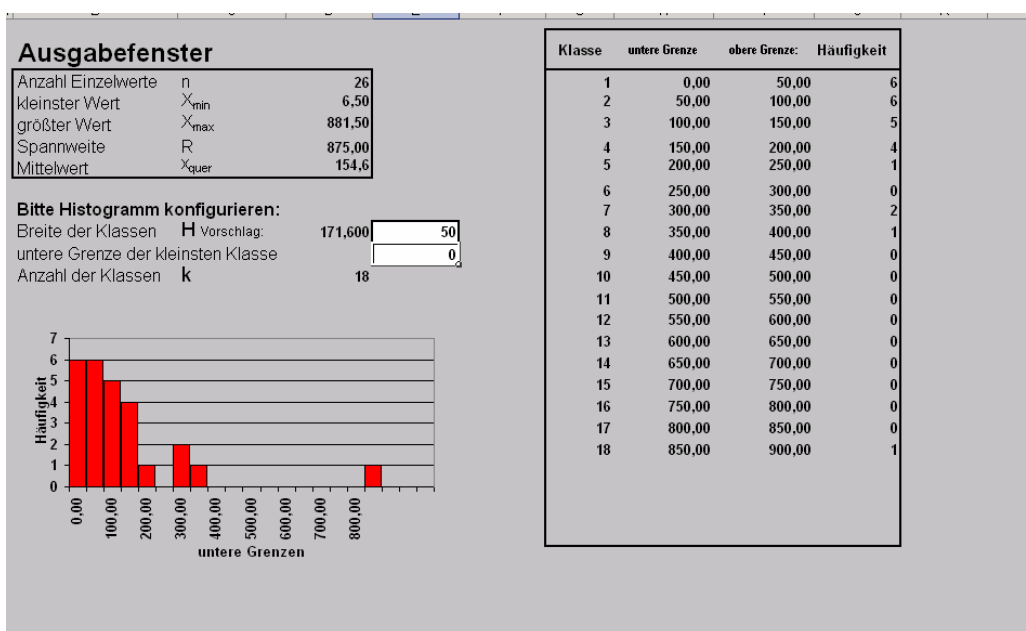 Ausgabefenster
Anzahl Einzelwerte n 26
kleinster Wert Xmin 6,50
größter Wert Xmax 881,50
Spannweite R 875,00
Mittelwert Xquer 154,6
Bitte Histogramm konfigurieren:
Breite der Klassen H Vorschlag: 171,600 50
untere Grenze der kleinsten Klasse 0
Anzahl der Klassen k 18
7
6
5
4
3
2
1
0
Häufigkeit
0,00 100,00 200,00 300,00 400,00 500,00 600,00 700,00 800,00
untere Grenzen
Klasse untere Grenze obere Grenze: Häufigkeit
1 0,00 50,00 6
2 50,00 100,00 6
3 100,00 150,00 5
4 150,00 200,00 4
5 200,00 250,00 1
6 250,00 300,00 0
7 300,00 350,00 2
8 350,00 400,00 1
9 400,00 450,00 0
10 450,00 500,00 0
11 500,00 550,00 0
12 550,00 600,00 0
13 600,00 650,00 0
14 650,00 700,00 0
15 700,00 750,00 0
16 750,00 800,00 0
17 800,00 850,00 0
18 850,00 900,00 1